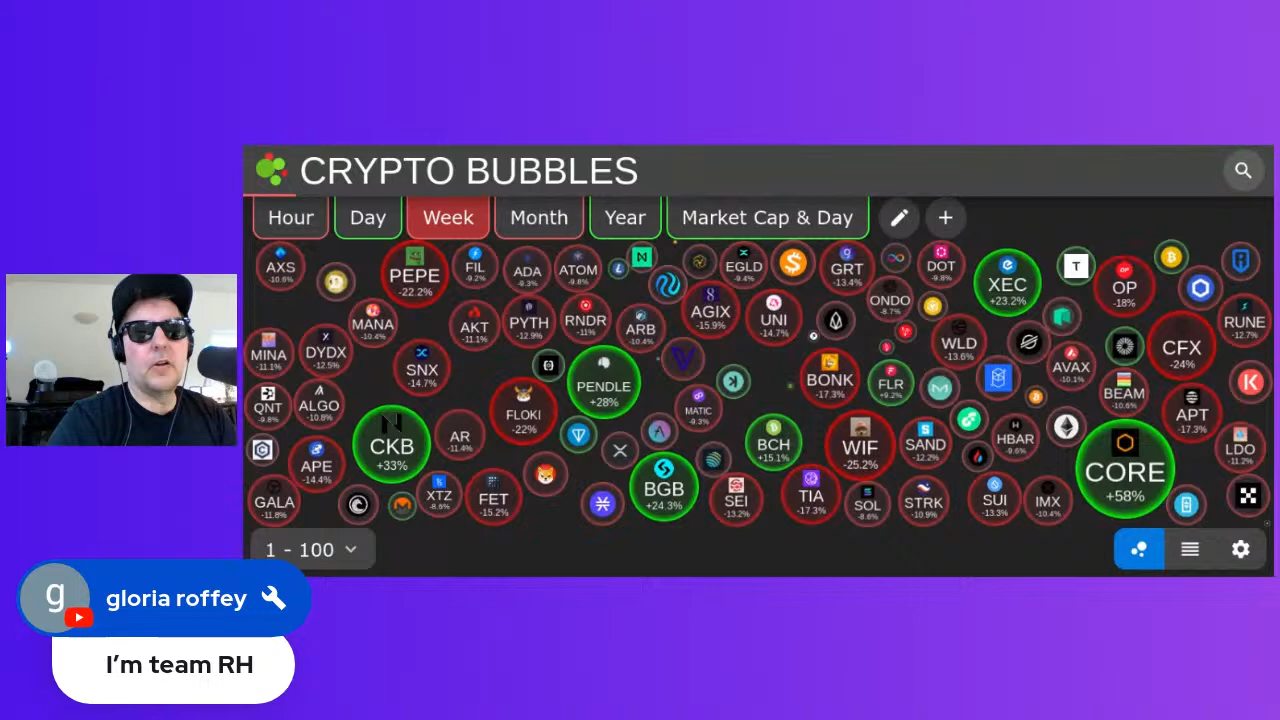 CRYPTO BUBBLES
Hour Day Week Month Year Market Cap & Day
AXS
-10.8%
PEPE
-22.2%
FIL
-9.2%
ADA
-9.3%
ATOM
-9.8%
EGLD
-9.4%
GRT
-13.4%
DOT
-9.8%
XEC
+23.2%
T
OP
-18%
RUNE
-12.7%
MANA
-10.4%
AKT
-11.1%
PYTH
-12.9%
RNDR
-11%
ARB
-10.4%
AGIX
-15.9%
UNI
-14.7%
ONDO
-8.7%
WLD
-13.6%
CFX
-24%
MINA
-11.1%
DYDX
-12.5%
SNX
-14.7%
PENDLE
+28%
BONK
-17.3%
FLR
+9.2%
AVAX
-10.1%
BEAM
-10.6%
QNT
-9.8%
ALGO
-10.8%
FLOKI
-22%
MATIC
-9.3%
APT
-17.3%
CKB
+33%
AR
-11.4%
BCH
+15.1%
WIF
-25.2%
SAND
-12.2%
HBAR
-9.6%
CORE
+58%
LDO
-11.2%
APE
-14.4%
GALA
-11.8%
XTZ
-8.6%
FET
-15.2%
BGB
+24.3%
SEI
-13.2%
TIA
-17.3%
SOL
-8.6%
STRK
-10.9%
SUI
-13.3%
IMX
-10.4%
1 - 100
g gloria roffey
I’m team RH